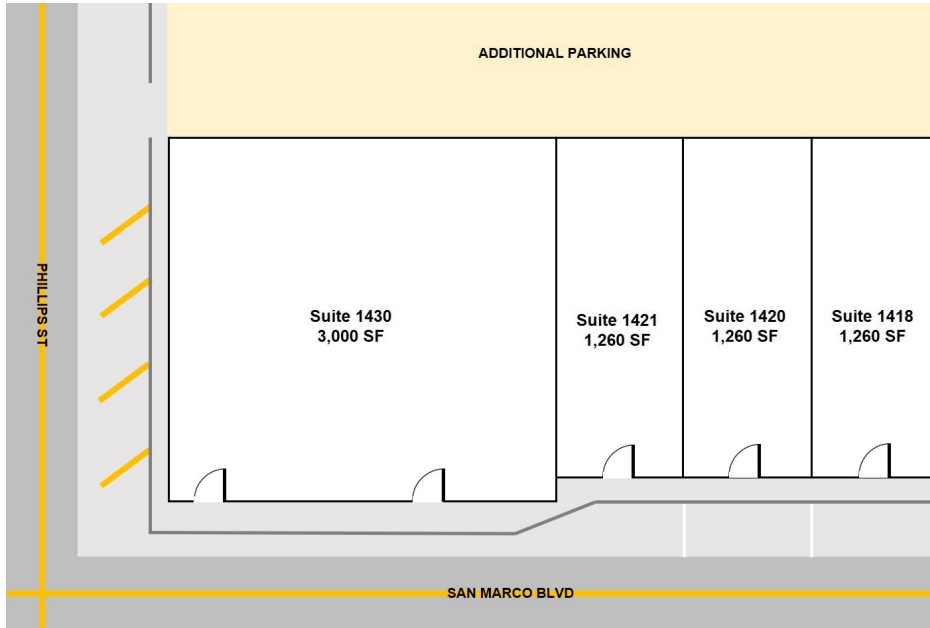 ADDITIONAL PARKING
PHILLIPS ST
Suite 1430
3,000 SF
Suite 1421
1,260 SF
Suite 1420
1,260 SF
Suite 1418
1,260 SF
SAN MARCO BLVD